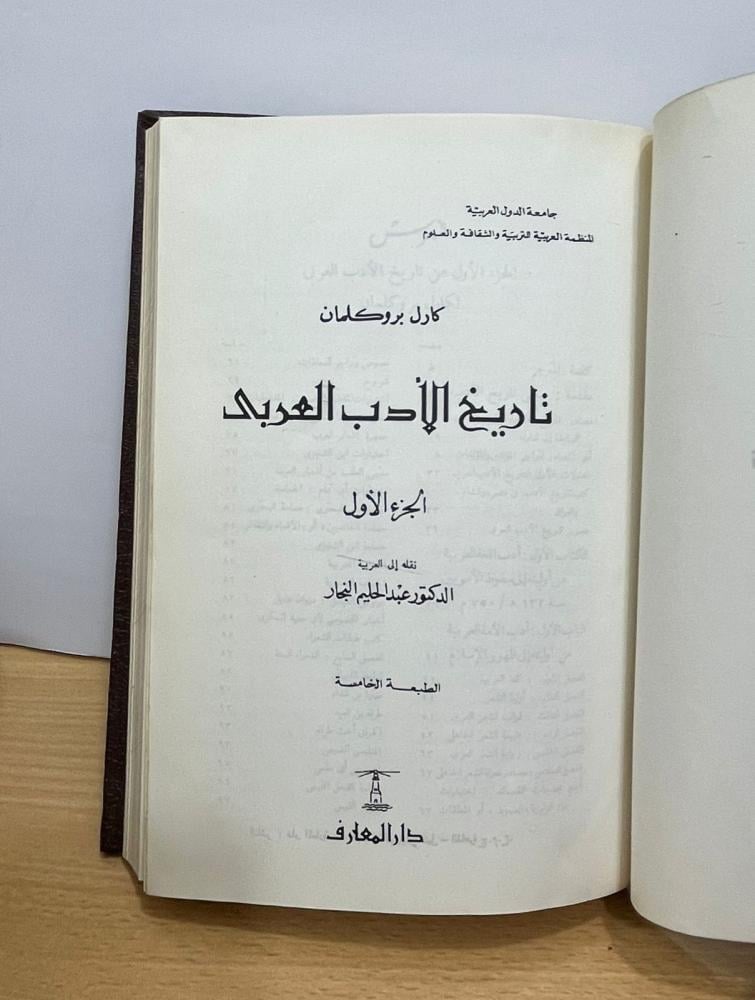 جامعة الدول العربية
المنظمة العربية للتربية والثقافة والعلوم
كارل بروكلمان
تاريخ الأدب العربى
الجزء الأول
نقله إلى العربية
الدكتور عبد الحليم النجار
الطبعة الخامسة
دار المعارف